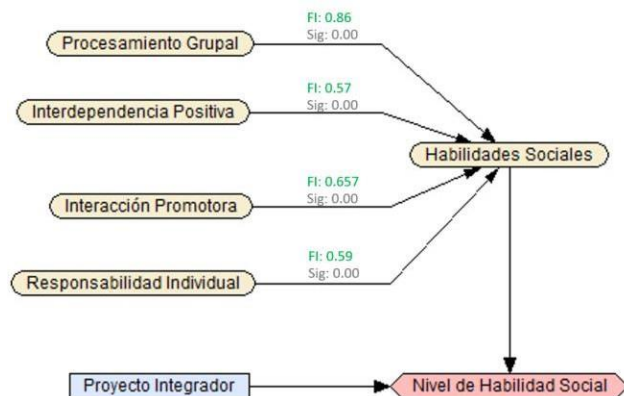 FI: 0.86
Sig: 0.00
Procesamiento Grupal
FI: 0.57
Sig: 0.00
Interdependencia Positiva
Habilidades Sociales
FI: 0.657
Sig: 0.00
Interacción Promotora
FI: 0.59
Sig: 0.00
Responsabilidad Individual
Proyecto Integrador
Nivel de Habilidad Social